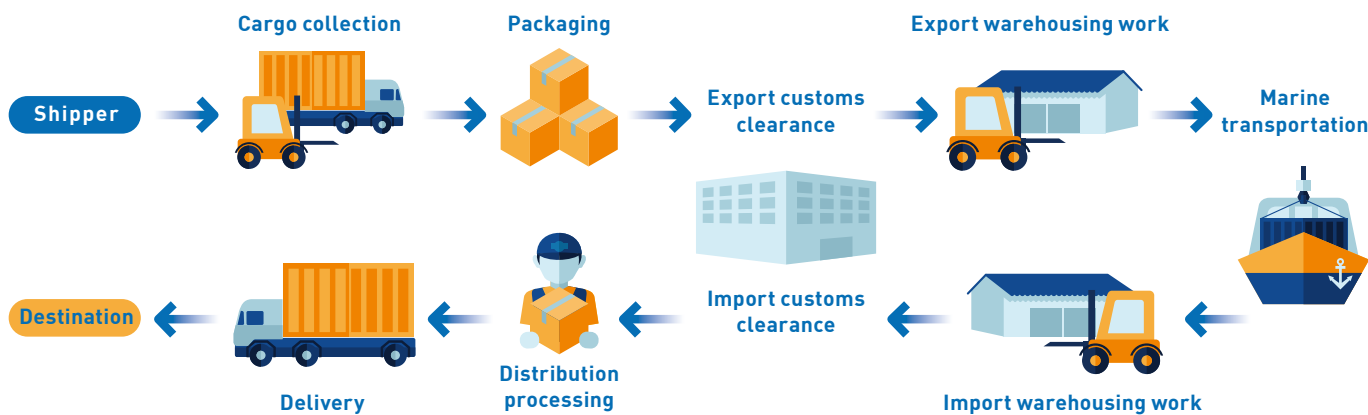 Cargo collection
Packaging
Export warehousing work
Shipper
Export customs
clearance
Marine
transportation
Destination
Import customs
clearance
Distribution
processing
Delivery
Import warehousing work